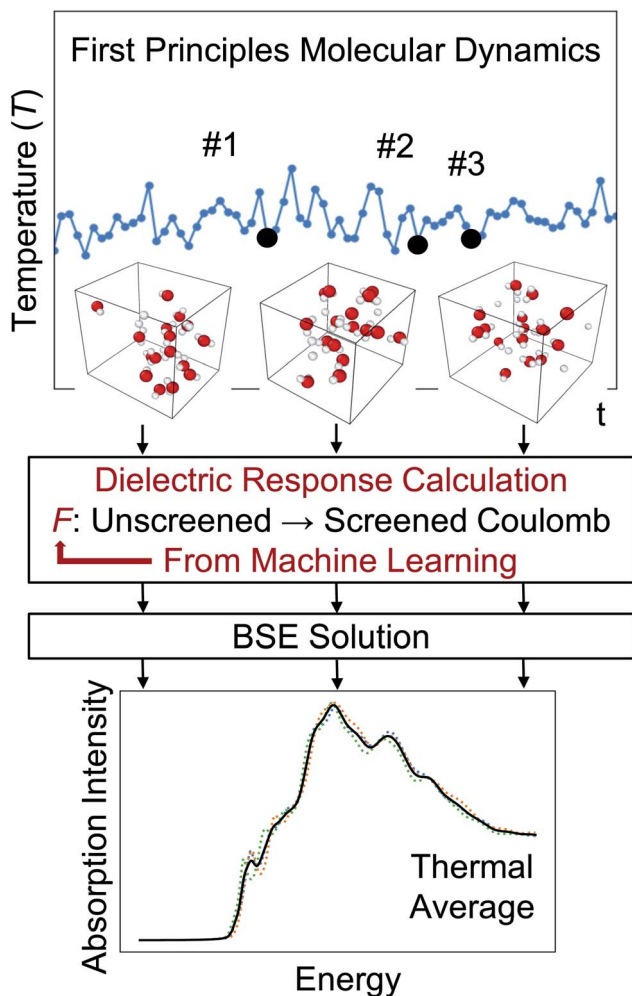 First Principles Molecular Dynamics
Temperature (T)
#1
#2
#3
t
Dielectric Response Calculation
F: Unscreened → Screened Coulomb
From Machine Learning
BSE Solution
Absorption Intensity
Thermal
Average
Energy